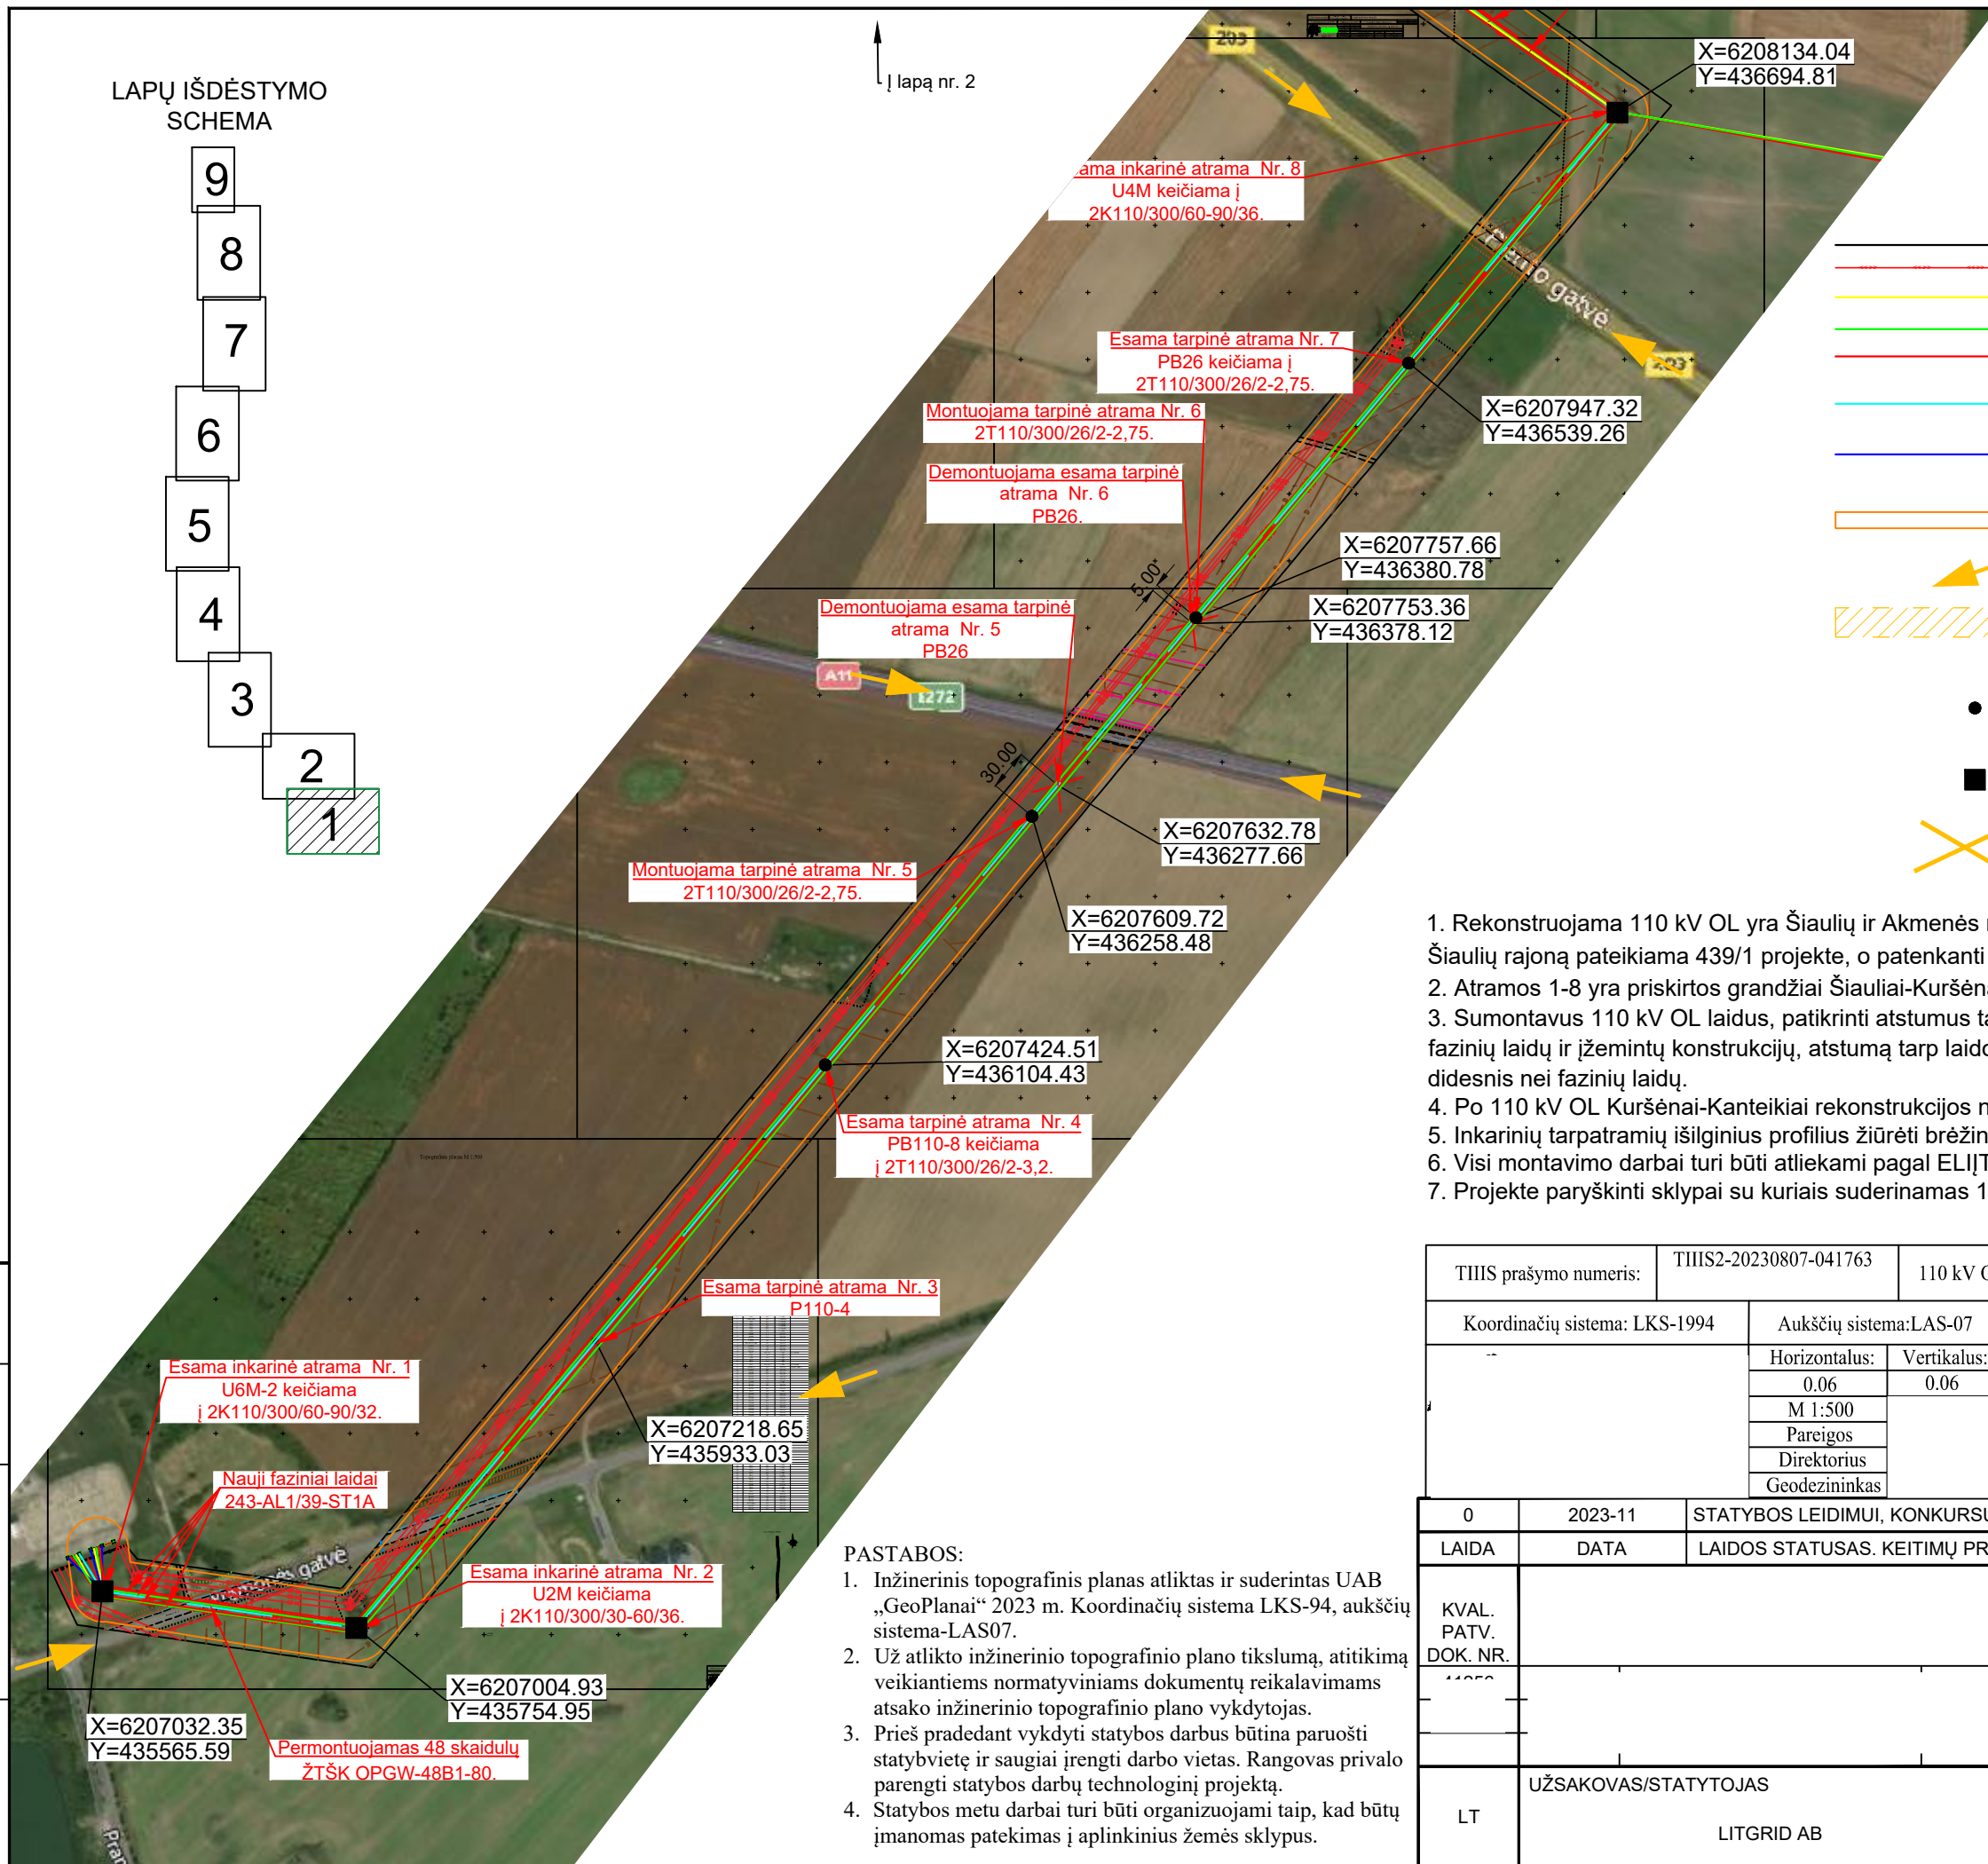 LAPŲ IŠDĖSTYMO
SCHEMA
9
8
7
6
5
4
3
2
1
Į lapą nr. 2
203
X=6208134.04
Y=436694.81
ama inkarinė atrama Nr. 8
U4M keičiama į
2K110/300/60-90/36.
gatvė
203
Esama tarpinė atrama Nr. 7
PB26 keičiama į
2T110/300/26/2-2,75.
X=6207947.32
Y=436539.26
Montuojama tarpinė atrama Nr. 6
2T110/300/26/2-2,75.
Demontuojama esama tarpinė
atrama Nr. 6
PB26.
X=6207757.66
Y=436380.78
5.00
X=6207753.36
Y=436378.12
Demontuojama esama tarpinė
atrama Nr. 5
PB26
A11
E272
30.00
X=6207632.78
Y=436277.66
Montuojama tarpinė atrama Nr. 5
2T110/300/26/2-2,75.
X=6207609.72
Y=436258.48
X=6207424.51
Y=436104.43
Esama tarpinė atrama Nr. 4
PB110-8 keičiama
į 2T110/300/26/2-3,2.
Esama tarpinė atrama Nr. 3
P110-4
X=6207218.65
Y=435933.03
Esama inkarinė atrama Nr. 1
U6M-2 keičiama
į 2K110/300/60-90/32.
Nauji faziniai laidai
243-AL1/39-ST1A
gatvė
Esama inkarinė atrama Nr. 2
U2M keičiama
į 2K110/300/30-60/36.
X=6207004.93
Y=435754.95
X=6207032.35
Y=435565.59
Permontuojamas 48 skaidulų
ŽTŠK OPGW-48B1-80.
Pran
1. Rekonstruojama 110 kV OL yra Šiaulių ir Akmenės
Šiaulių rajoną pateikiama 439/1 projekte, o patenkanti
2. Atramos 1-8 yra priskirtos grandžiai Šiauliai-Kuršėn
3. Sumontavus 110 kV OL laidus, patikrinti atstumus
fazinių laidų ir įžemintų konstrukcijų, atstumą tarp laid
didesnis nei fazinių laidų.
4. Po 110 kV OL Kuršėnai-Kanteikiai rekonstrukcijos
5. Inkarinių tarpatramių išilginius profilius žiūrėti brėžin
6. Visi montavimo darbai turi būti atliekami pagal ELIĮT
7. Projekte paryškinti sklypai su kuriais suderinamas 1
TIIIS prašymo numeris: TIIIS2-20230807-041763 110 kV
Koordinačių sistema: LKS-1994 Aukščių sistema:LAS-07
Horizontalus: Vertikalus:
0.06 0.06
M 1:500
Pareigos
Direktorius
Geodezininkas
0 2023-11 STATYBOS LEIDIMUI, KONKURSU
LAIDA DATA LAIDOS STATUSAS. KEITIMŲ PR
KVAL.
PATV.
DOK. NR.
UŽSAKOVAS/STATYTOJAS
LT
LITGRID AB
PASTABOS:
1. Inžinerinis topografinis planas atliktas ir suderintas UAB
„GeoPlanai“ 2023 m. Koordinačių sistema LKS-94, aukščių
sistema-LAS07.
2. Už atlikto inžinerinio topografinio plano tikslumą, atitikimą
veikiantiems normatyviniams dokumentų reikalavimams
atsako inžinerinio topografinio plano vykdytojas.
3. Prieš pradedant vykdyti statybos darbus būtina paruošti
statybvietę ir saugiai įrengti darbo vietas. Rangovas privalo
parengti statybos darbų technologinį projektą.
4. Statybos metu darbai turi būti organizuojami taip, kad būtų
įmanomas patekimas į aplinkinius žemės sklypus.